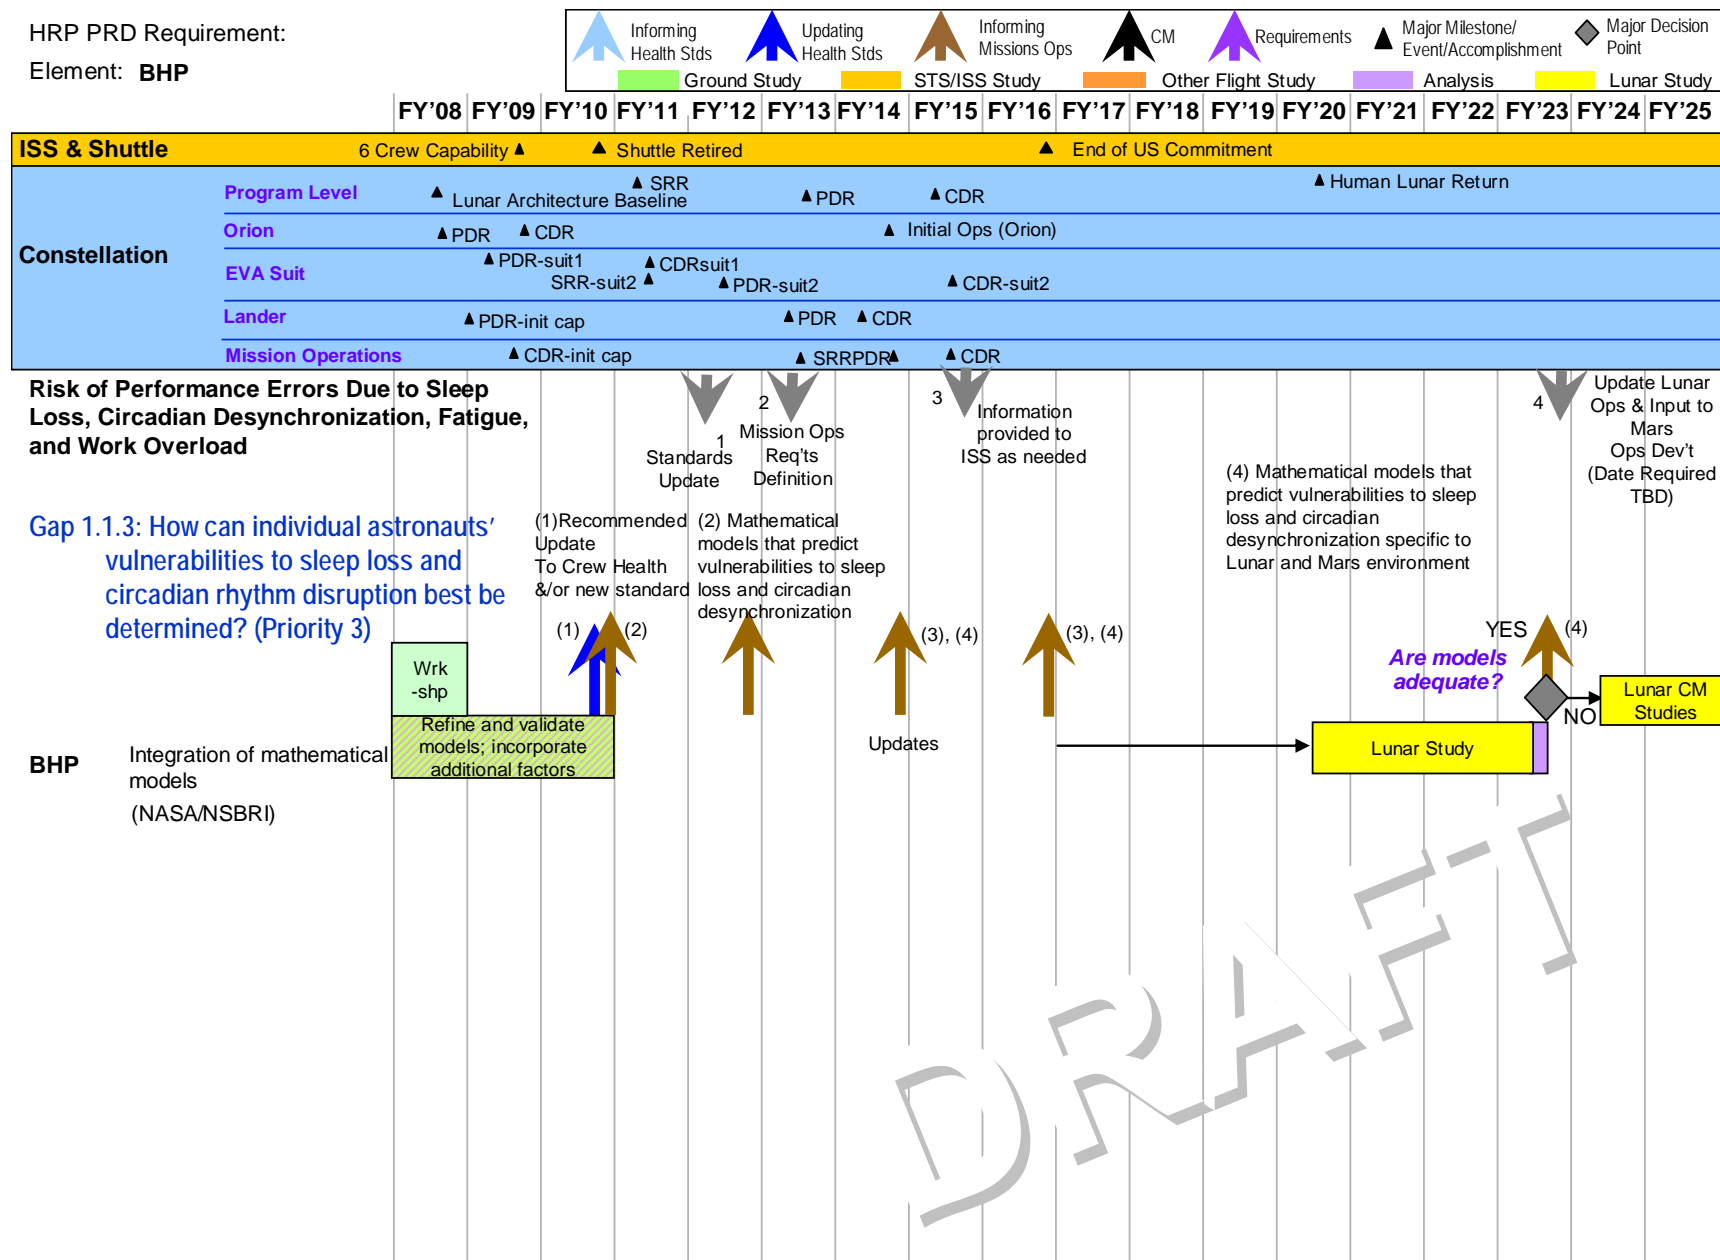 HRP PRD Requirement:
Element: BHP
Informing
Health Stds
Updating
Health Stds
Informing
Missions Ops
CM
Requirements
Major Milestone/
Event/Accomplishment
Major Decision
Point
Ground Study
STS/ISS Study
Other Flight Study
Analysis
Lunar Study
FY'08 FY'09 FY'10 FY'11 FY'12 FY'13 FY'14 FY'15 FY'16 FY'17 FY'18 FY'19 FY'20 FY'21 FY'22 FY'23 FY'24 FY'25
ISS & Shuttle
6 Crew Capability
Shuttle Retired
End of US Commitment
Constellation
Program Level
Lunar Architecture Baseline
SRR
PDR
CDR
Human Lunar Return
Orion
PDR
CDR
Initial Ops (Orion)
EVA Suit
PDR-suit1
SRR-suit2
CDRsuit1
PDR-suit2
CDR-suit2
Lander
PDR-init cap
PDR
CDR
Mission Operations
CDR-init cap
SRRPDR
CDR
Risk of Performance Errors Due to Sleep
Loss, Circadian Desynchronization, Fatigue,
and Work Overload
1
Standards
Update
2
Mission Ops
Req'ts
Definition
3
Information
provided to
ISS as needed
4
Update Lunar
Ops & Input to
Mars
Ops Dev't
(Date Required
TBD)
Gap 1.1.3: How can individual astronauts'
vulnerabilities to sleep loss and
circadian rhythm disruption best be
determined? (Priority 3)
(1)Recommended
Update
To Crew Health
&/or new standard
(2) Mathematical
models that predict
vulnerabilities to sleep
loss and circadian
desynchronization
(4) Mathematical models that
predict vulnerabilities to sleep
loss and circadian
desynchronization specific to
Lunar and Mars environment
(1)
(2)
(3), (4)
(3), (4)
YES
(4)
Are models
adequate?
NO
Lunar CM
Studies
Wrk
-shp
Refine and validate
models; incorporate
additional factors
Updates
Lunar Study
BHP
Integration of mathematical
models
(NASA/NSBRI)
DRAFT